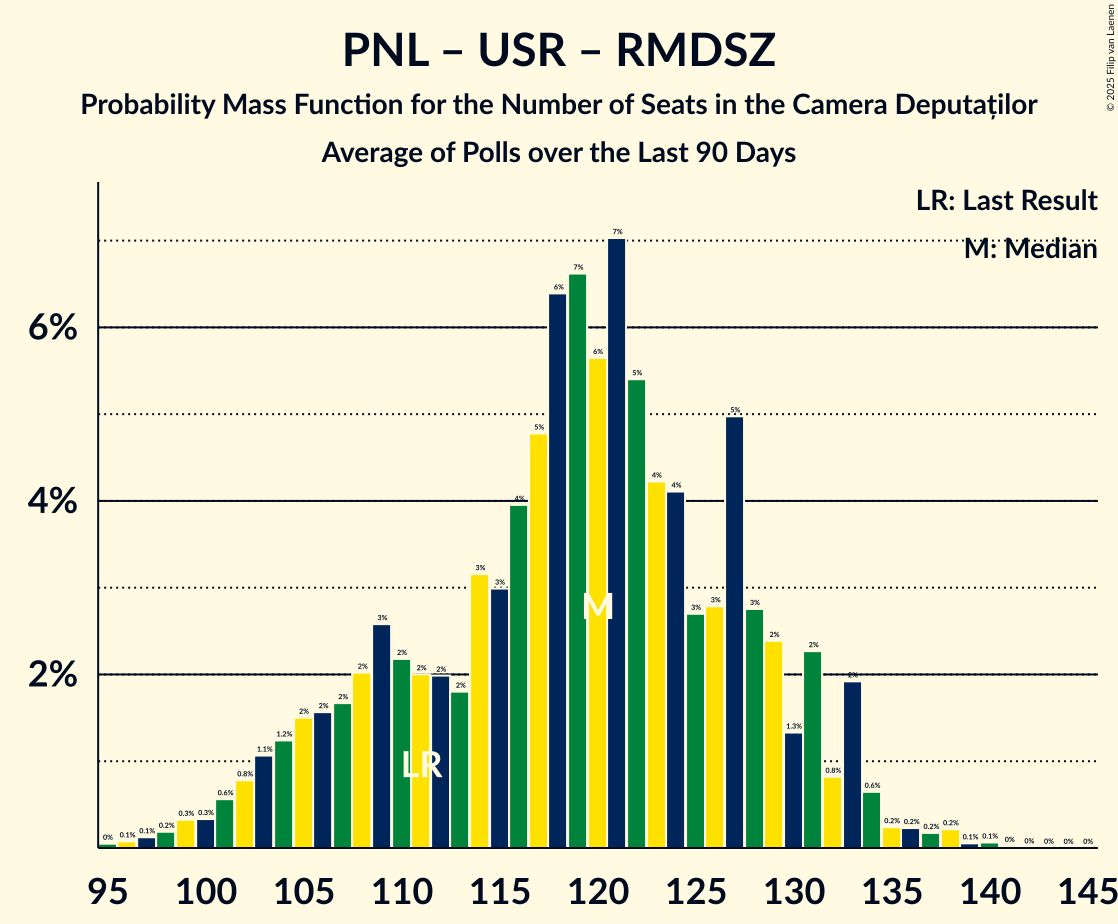 PNL – USR – RMDSZ
Probability Mass Function for the Number of Seats in the Camera Deputaților
Average of Polls over the Last 90 Days
© 2025 Filip van Laenen
LR: Last Result
M: Median
6%
4%
2%
0% 0.1% 0.1% 0.2% 0.3% 0.3% 0.6% 0.8% 1.1% 1.2% 2% 2% 2% 2% 3% 2% 2% 2% 2% 3% 3% 4% 5% 6% 7% 6% 7% 5% 4% 4% 3% 3% 5% 3% 2% 1.3% 2% 0.8% 2% 0.6% 0.2% 0.2% 0.2% 0.2% 0.1% 0.1% 0% 0% 0% 0% 0%
M
LR
95 100 105 110 115 120 125 130 135 140 145